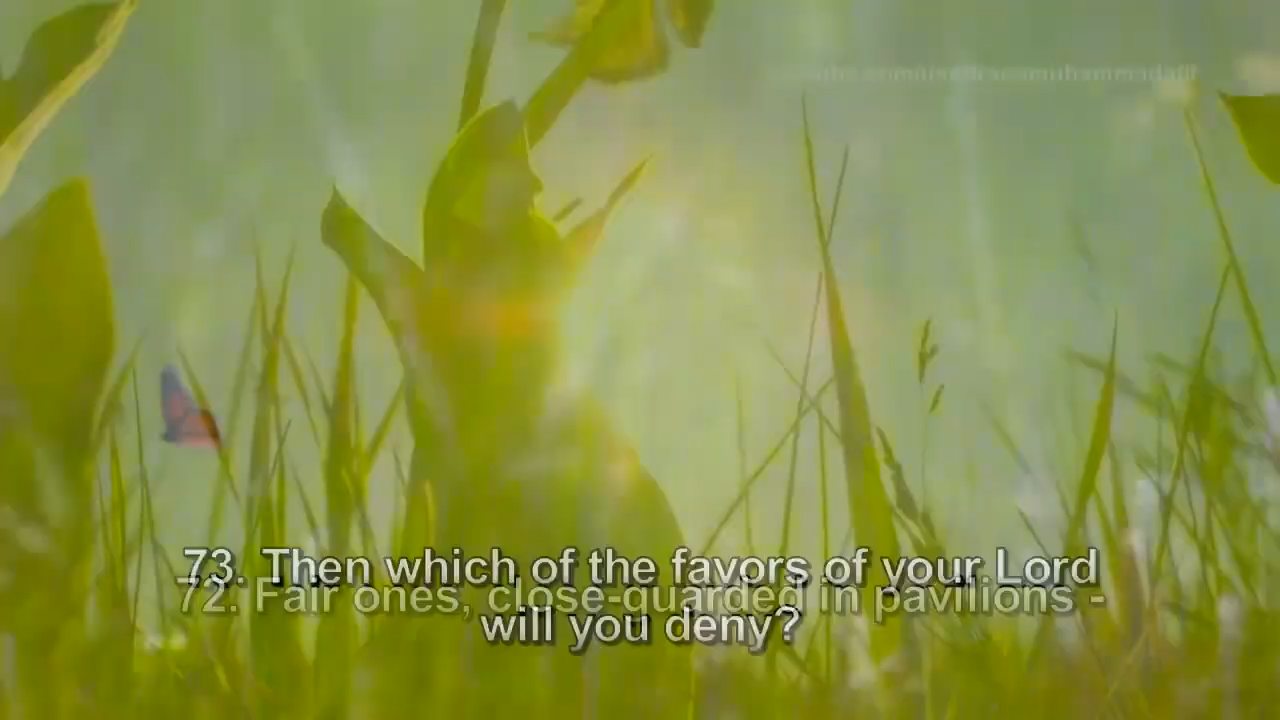 73. Then which of the favors of your Lord
72. Fair ones, close-guarded in pavilions -
will you deny?